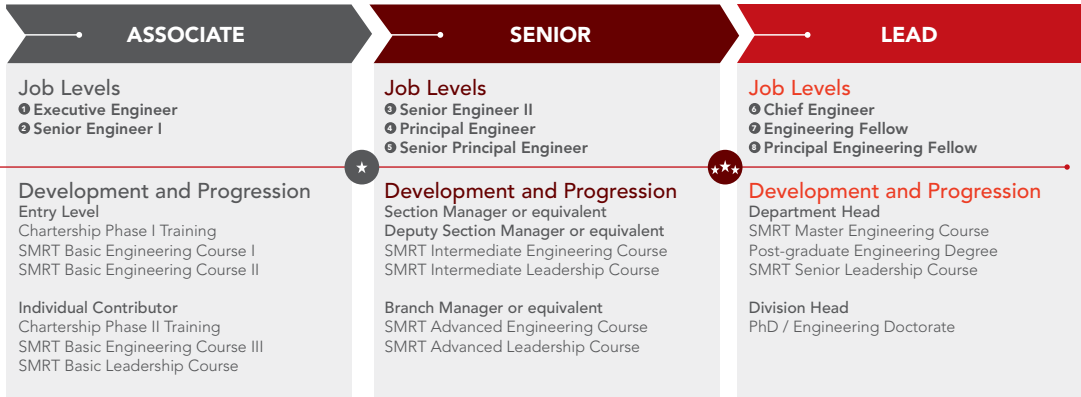 ASSOCIATE
Job Levels
1 Executive Engineer
2 Senior Engineer I
Development and Progression
Entry Level
Chartership Phase I Training
SMRT Basic Engineering Course I
SMRT Basic Engineering Course II
Individual Contributor
Chartership Phase II Training
SMRT Basic Engineering Course III
SMRT Basic Leadership Course
SENIOR
Job Levels
3 Senior Engineer II
4 Principal Engineer
5 Senior Principal Engineer
Development and Progression
Section Manager or equivalent
Deputy Section Manager or equivalent
SMRT Intermediate Engineering Course
SMRT Intermediate Leadership Course
Branch Manager or equivalent
SMRT Advanced Engineering Course
SMRT Advanced Leadership Course
LEAD
Job Levels
6 Chief Engineer
7 Engineering Fellow
8 Principal Engineering Fellow
Development and Progression
Department Head
SMRT Master Engineering Course
Post-graduate Engineering Degree
SMRT Senior Leadership Course
Division Head
PhD / Engineering Doctorate